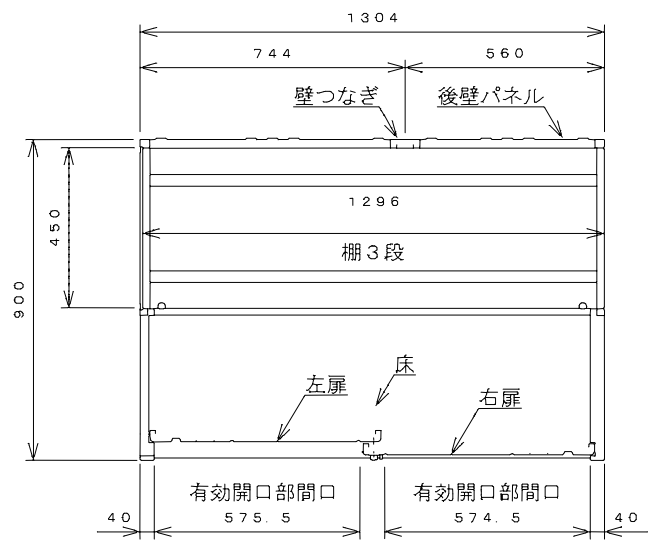 1304
744
560
壁つなぎ
後壁パネル
1296
450
棚3段
900
床
左扉
右扉
有効開口部間口
有効開口部間口
40
575.5
574.5
40